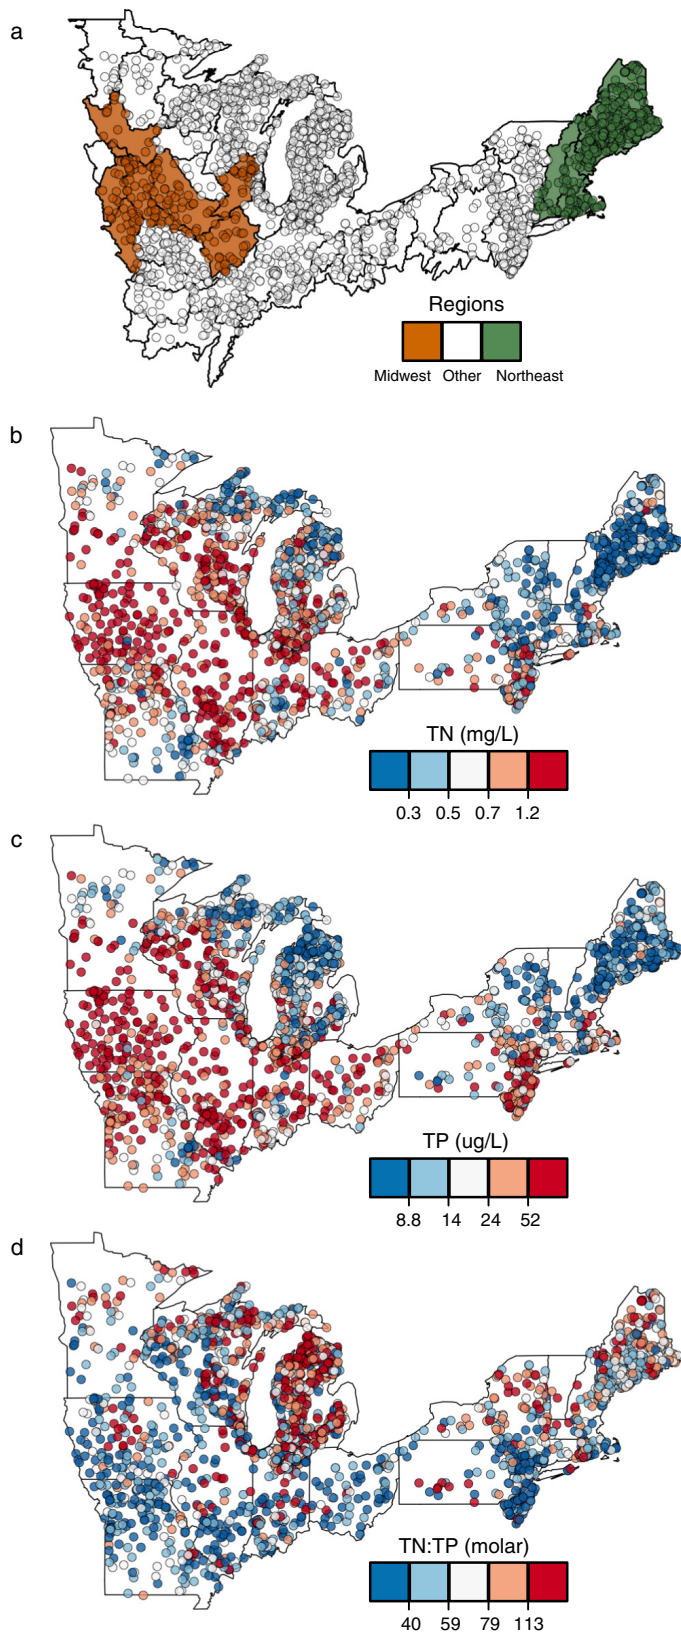 a
Regions
Midwest Other Northeast
b
TN (mg/L)
0.3 0.5 0.7 1.2
c
TP (ug/L)
8.8 14 24 52
d
TN:TP (molar)
40 59 79 113